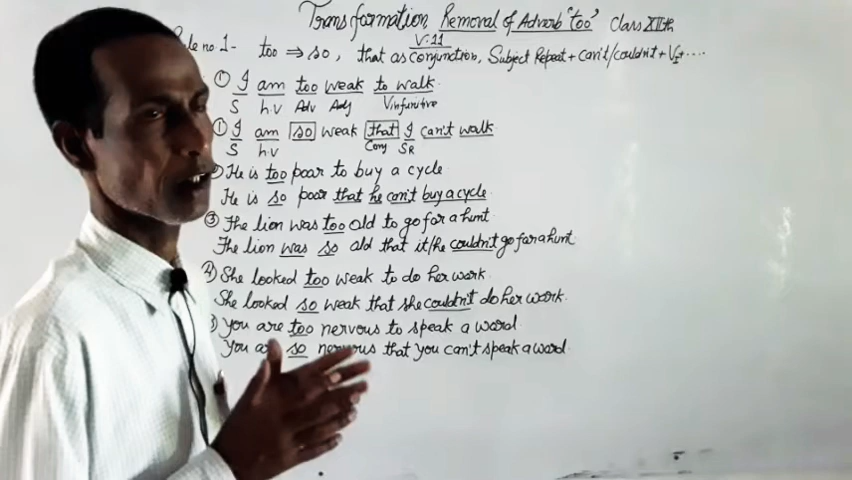 Transformation Removal of Adverb "too" Class XIIth
V.11
Rule no 1- too ⇒ so, that as conjunction, Subject Repeat + can't/couldn't + V₁+....
① I am too weak to walk
S h.v Adv Adj V.infinitive
① I am so weak that I can't walk
S h.v Conj SR
② He is too poor to buy a cycle
He is so poor that he can't buy a cycle
③ The lion was too old to go for a hunt
The lion was so old that it/he couldn't go for a hunt
4) She looked too weak to do her work
She looked so weak that she couldn't do her work.
You are too nervous to speak a word
You are so nervous that you can't speak a word.